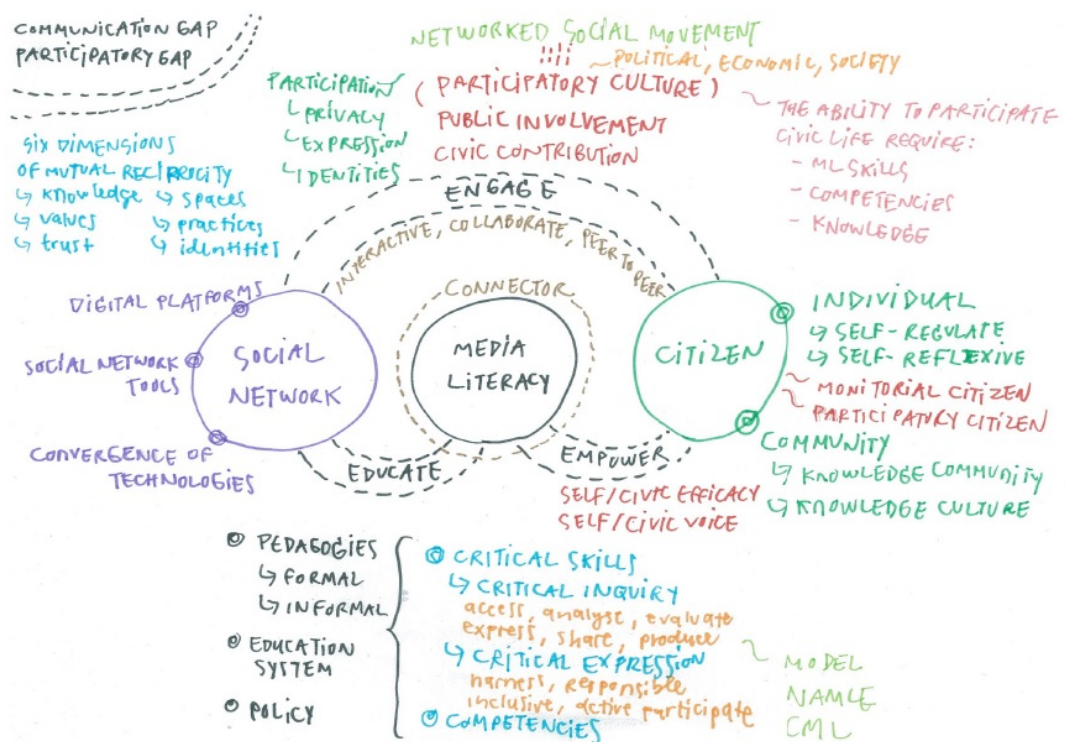 COMMUNICATION GAP
PARTICIPATORY GAP
NETWORKED SOCIAL MOVEMENT
POLITICAL, ECONOMIC, SOCIETY
(PARTICIPATORY CULTURE)
PUBLIC INVOLVEMENT
CIVIC CONTRIBUTION
PARTICIPATION
PRIVACY
EXPRESSION
IDENTITIES
THE ABILITY TO PARTICIPATE
CIVIC LIFE REQUIRE:
- ML SKILLS
- COMPETENCIES
- KNOWLEDGE
SIX DIMENSIONS
OF MUTUAL RECIPROCITY
knowledge
values
trust
spaces
practices
identities
ENGAGE
INTERACTIVE, COLLABORATE, PEER TO PEER
CONNECTOR
DIGITAL PLATFORMS
SOCIAL NETWORK
TOOLS
CONVERGENCE OF
TECHNOLOGIES
SOCIAL
NETWORK
MEDIA
LITERACY
CITIZEN
INDIVIDUAL
SELF-REGULATE
SELF-REFLEXIVE
MONITORIAL CITIZEN
PARTICIPATORY CITIZEN
COMMUNITY
KNOWLEDGE COMMUNITY
KNOWLEDGE CULTURE
EDUCATE
EMPOWER
SELF/CIVIC EFFICACY
SELF/CIVIC VOICE
PEDAGOGIES
FORMAL
INFORMAL
EDUCATION
SYSTEM
POLICY
CRITICAL SKILLS
CRITICAL INQUIRY
access, analyse, evaluate
express, share, produce
CRITICAL EXPRESSION
harness, responsible
inclusive, active participate
COMPETENCIES
MODEL
NAMLE
CML